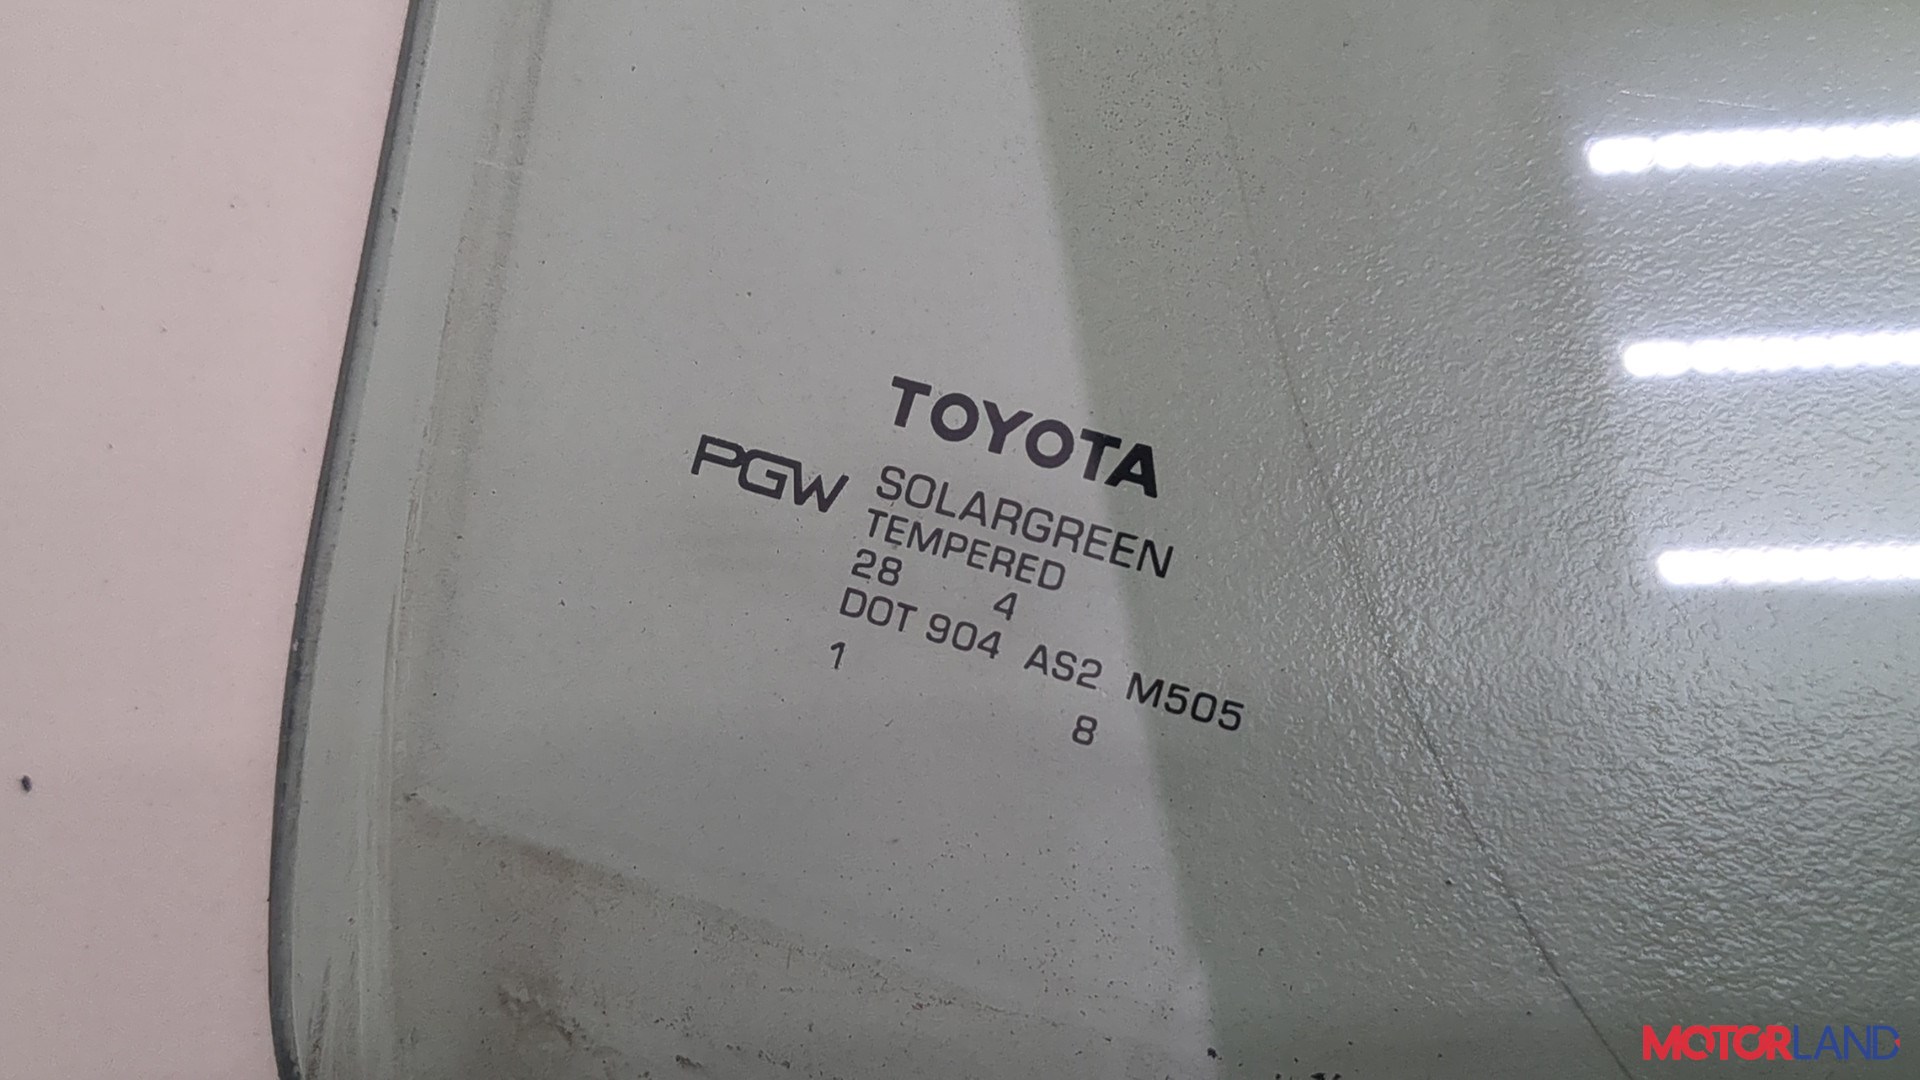 TOYOTA
PGW SOLARGREEN
TEMPERED
28 4
DOT 904 AS2 M505
1 8
MOTORLAND